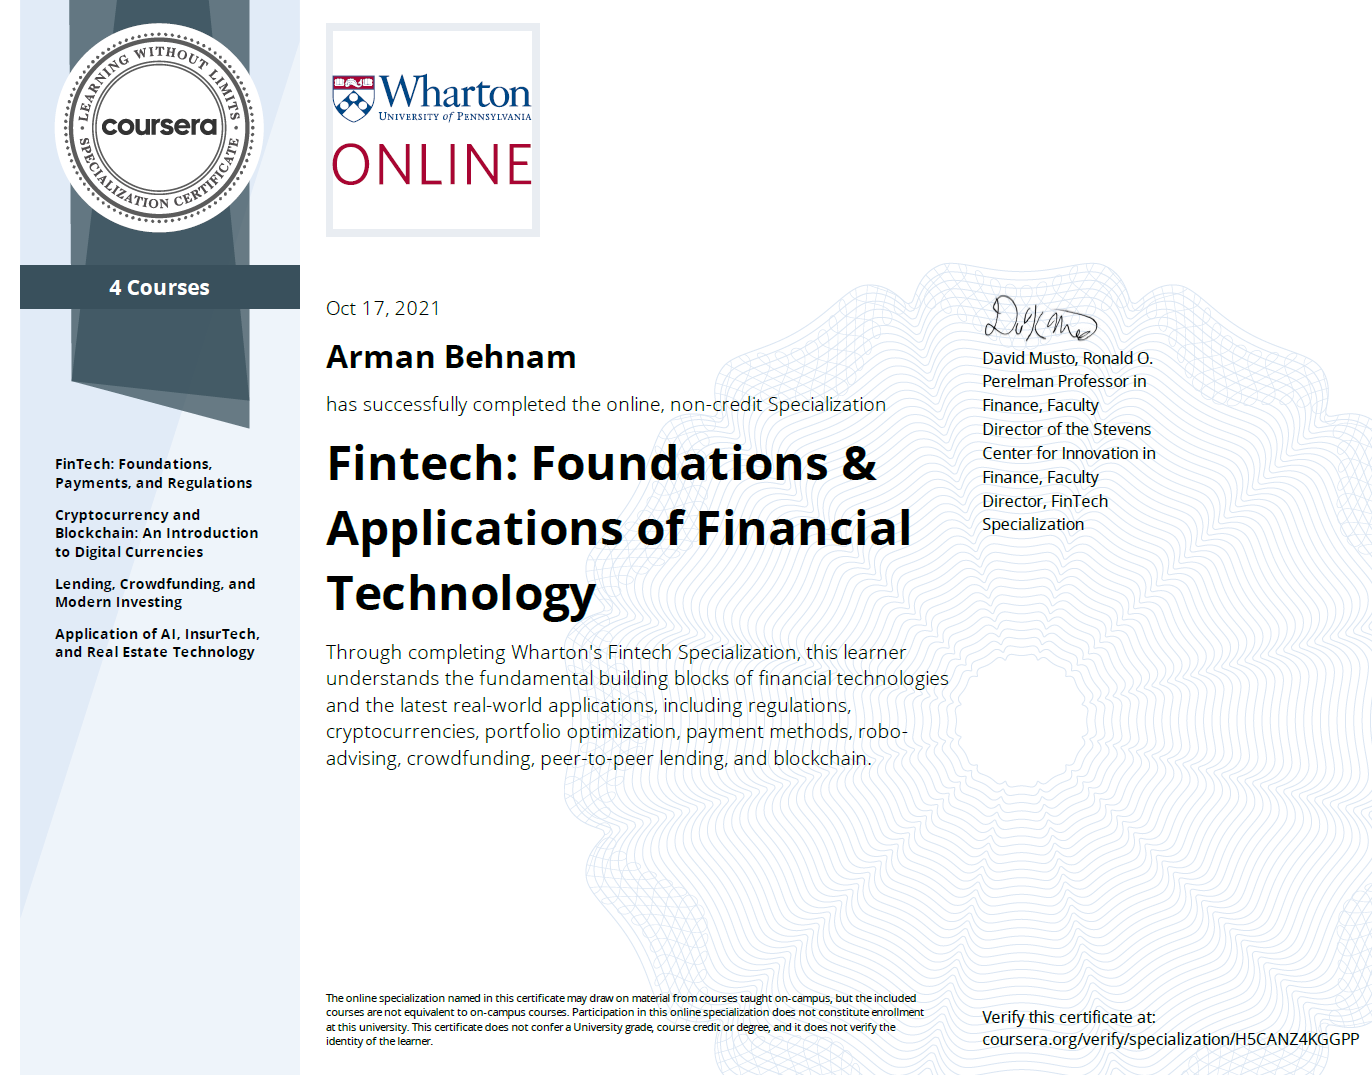 LEARNING WITHOUT LIMITS
coursera
SPECIALIZATION CERTIFICATE
4 Courses
FinTech: Foundations,
Payments, and Regulations
Cryptocurrency and
Blockchain: An Introduction
to Digital Currencies
Lending, Crowdfunding, and
Modern Investing
Application of AI, InsurTech,
and Real Estate Technology
Wharton
UNIVERSITY of PENNSYLVANIA
ONLINE
Oct 17, 2021
Arman Behnam
has successfully completed the online, non-credit Specialization
Fintech: Foundations &
Applications of Financial
Technology
Through completing Wharton's Fintech Specialization, this learner
understands the fundamental building blocks of financial technologies
and the latest real-world applications, including regulations,
cryptocurrencies, portfolio optimization, payment methods, robo-
advising, crowdfunding, peer-to-peer lending, and blockchain.
David Musto, Ronald O.
Perelman Professor in
Finance, Faculty
Director of the Stevens
Center for Innovation in
Finance, Faculty
Director, FinTech
Specialization
The online specialization named in this certificate may draw on material from courses taught on-campus, but the included
courses are not equivalent to on-campus courses. Participation in this online specialization does not constitute enrollment
at this university. This certificate does not confer a University grade, course credit or degree, and it does not verify the
identity of the learner.
Verify this certificate at:
coursera.org/verify/specialization/H5CANZ4KGGPP